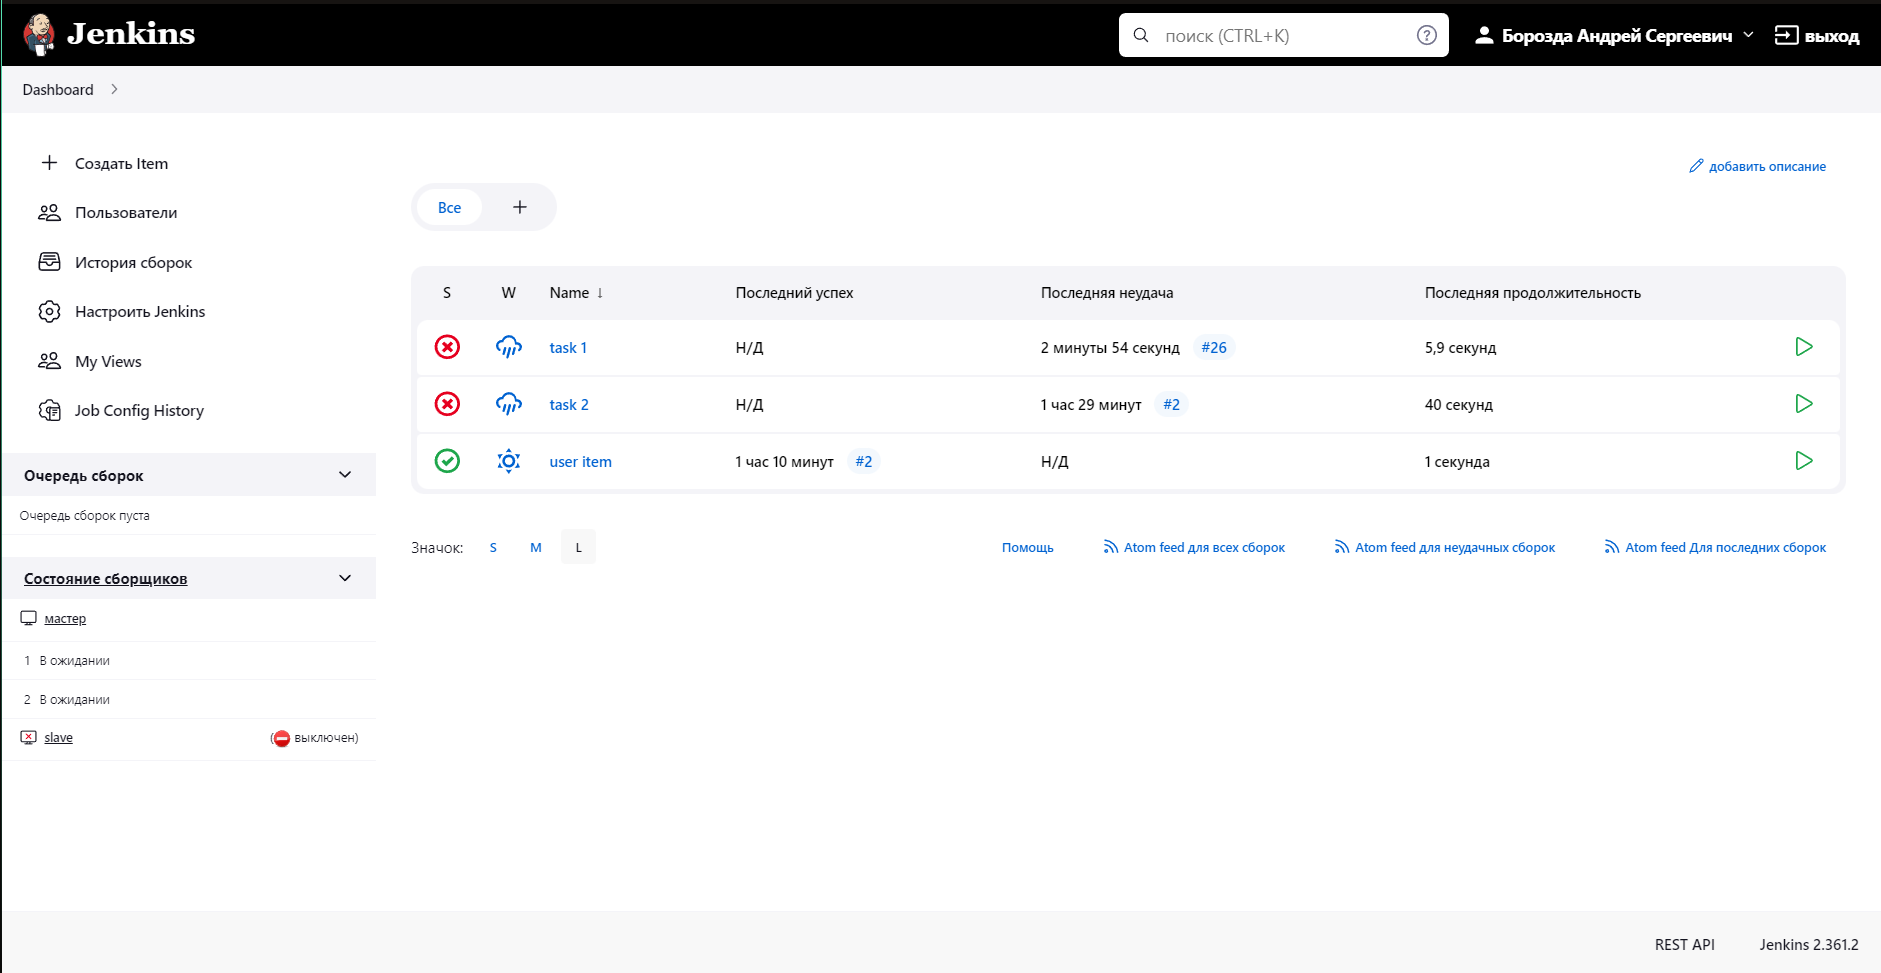 Jenkins
поиск (CTRL+K)
Борозда Андрей Сергеевич
выход
Dashboard
Создать Item
Пользователи
История сборок
Настроить Jenkins
My Views
Job Config History
Очередь сборок
Очередь сборок пуста
Состояние сборщиков
мастер
1 В ожидании
2 В ожидании
slave (выключен)
добавить описание
Все +
S W Name ↓ Последний успех Последняя неудача Последняя продолжительность
task 1 Н/Д 2 минуты 54 секунд #26 5,9 секунд
task 2 Н/Д 1 час 29 минут #2 40 секунд
user item 1 час 10 минут #2 Н/Д 1 секунда
Значок: S M L
Помощь
Atom feed для всех сборок
Atom feed для неудачных сборок
Atom feed Для последних сборок
REST API Jenkins 2.361.2